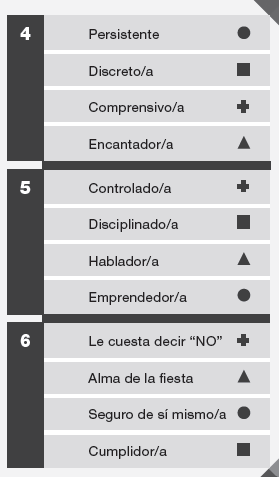 4
Persistente
Discreto/a
Comprensivo/a
Encantador/a
5
Controlado/a
Disciplinado/a
Hablador/a
Emprendedor/a
6
Le cuesta decir “NO”
Alma de la fiesta
Seguro de sí mismo/a
Cumplidor/a